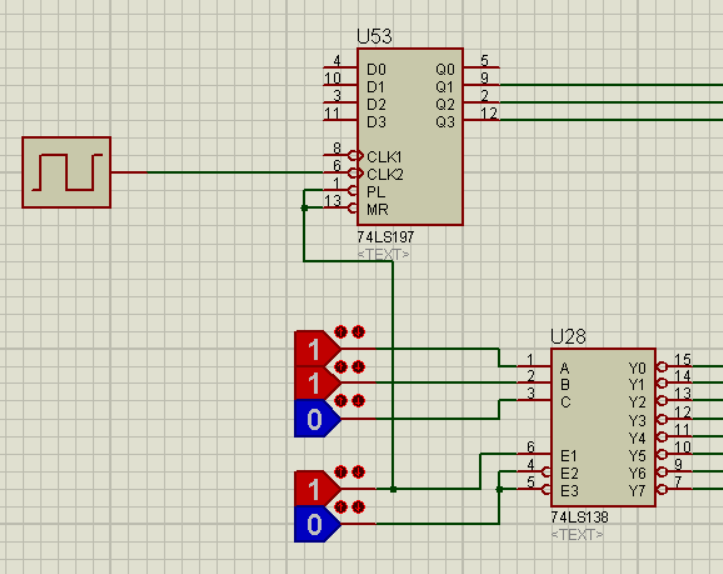 U53
4 D0 Q0 5
10 D1 Q1 9
3 D2 Q2 2
11 D3 Q3 12
8 CLK1
6 CLK2
1 PL
13 MR
74LS197
<TEXT>
U28
1
1
0
1 A Y0 15
2 B Y1 14
3 C Y2 13
Y3 12
Y4 11
6 E1 Y5 10
4 E2 Y6 9
5 E3 Y7 7
1
0
74LS138
<TEXT>